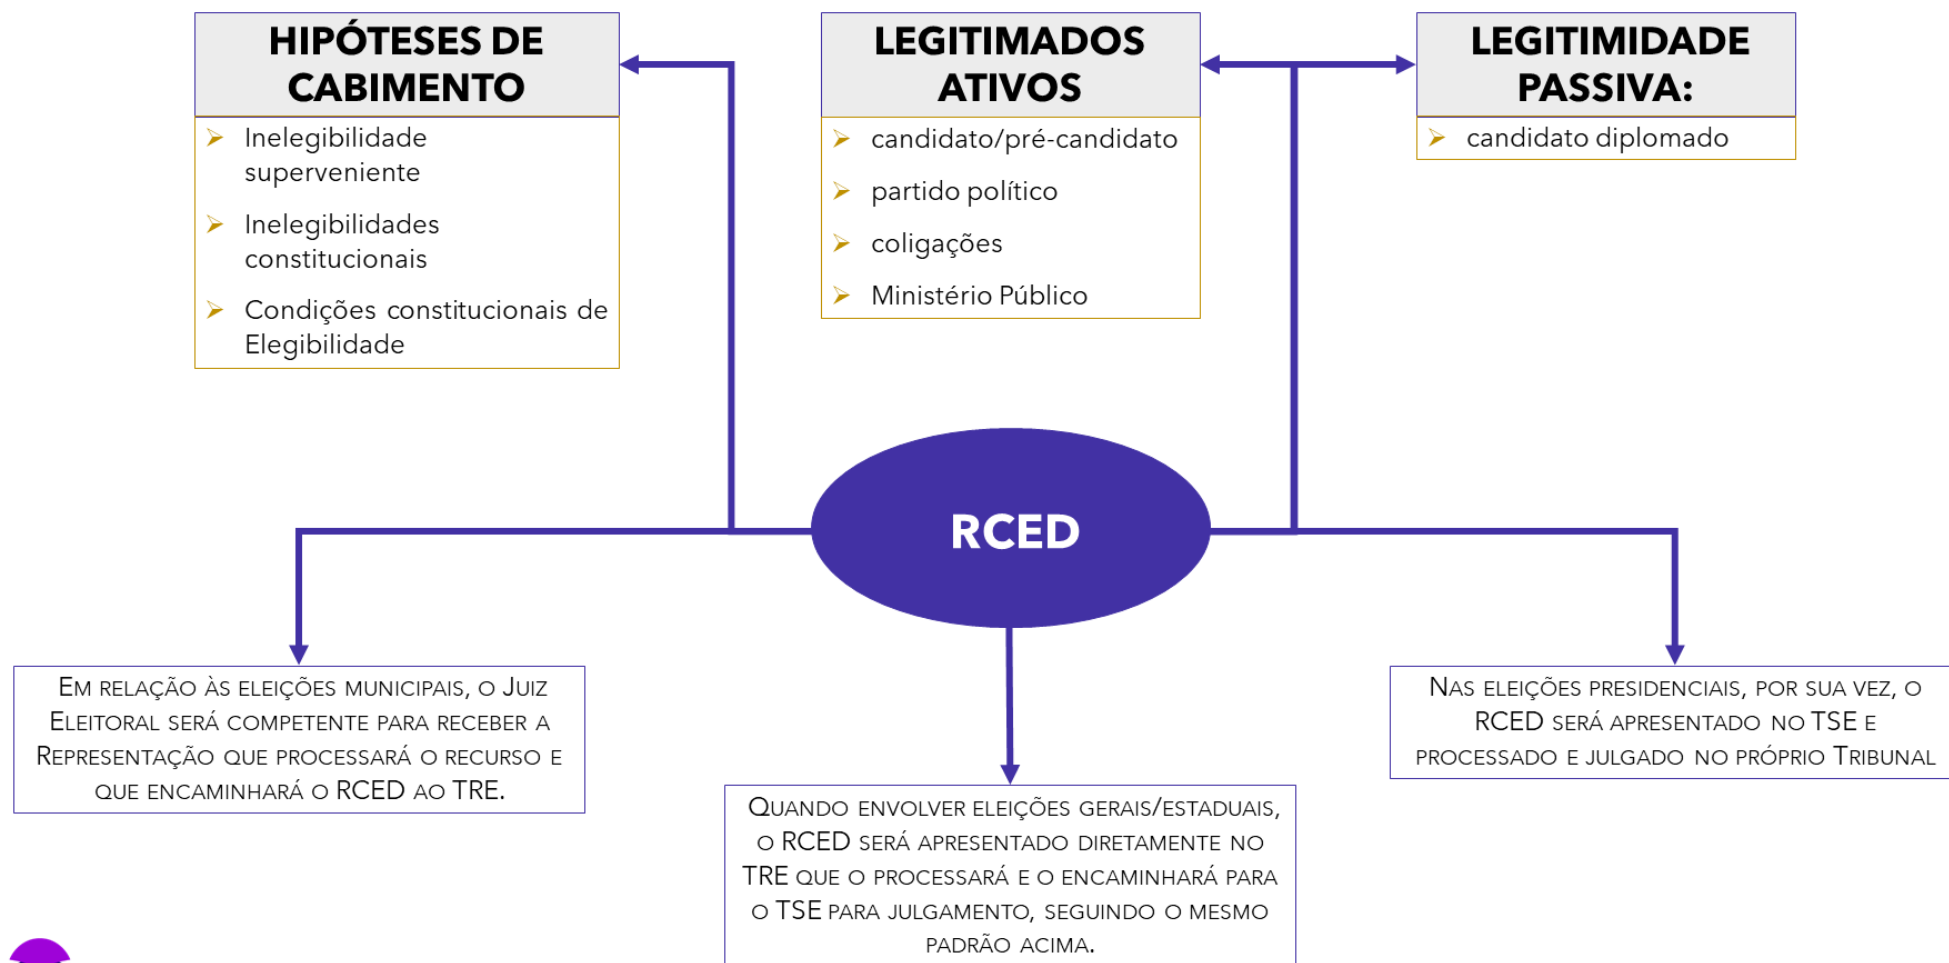 HIPÓTESES DE
CABIMENTO
Inelegibilidade
superveniente
Inelegibilidades
constitucionais
Condições constitucionais de
Elegibilidade
LEGITIMADOS
ATIVOS
candidato/pré-candidato
partido político
coligações
Ministério Público
LEGITIMIDADE
PASSIVA:
candidato diplomado
RCED
EM RELAÇÃO ÀS ELEIÇÕES MUNICIPAIS, O JUIZ
ELEITORAL SERÁ COMPETENTE PARA RECEBER A
REPRESENTAÇÃO QUE PROCESSARÁ O RECURSO E
QUE ENCAMINHARÁ O RCED AO TRE.
QUANDO ENVOLVER ELEIÇÕES GERAIS/ESTADUAIS,
O RCED SERÁ APRESENTADO DIRETAMENTE NO
TRE QUE O PROCESSARÁ E O ENCAMINHARÁ PARA
O TSE PARA JULGAMENTO, SEGUINDO O MESMO
PADRÃO ACIMA.
NAS ELEIÇÕES PRESIDENCIAIS, POR SUA VEZ, O
RCED SERÁ APRESENTADO NO TSE E
PROCESSADO E JULGADO NO PRÓPRIO TRIBUNAL